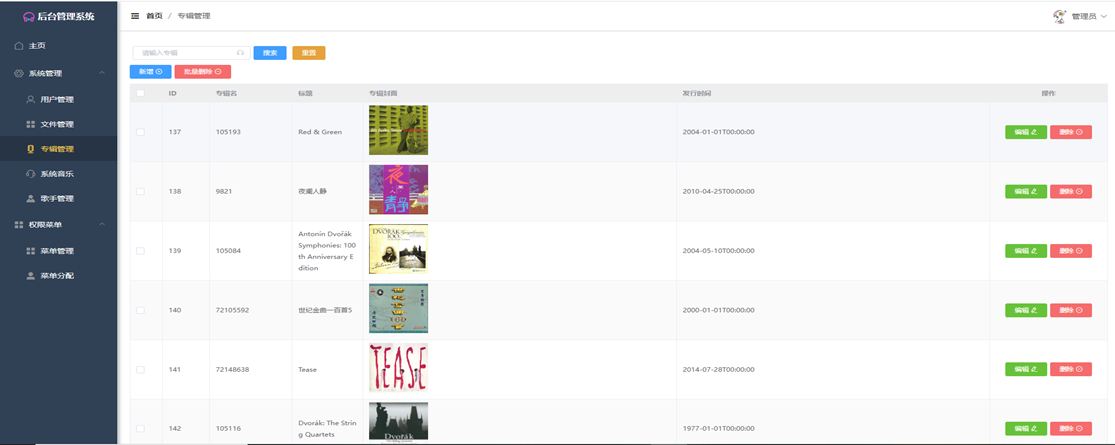 后台管理系统
首页 / 专辑管理
管理员
主页
系统管理
用户管理
文件管理
专辑管理
系统音乐
歌手管理
权限菜单
菜单管理
菜单分配
请输入专辑
搜索
重置
新增
批量删除
ID 专辑名 标题 专辑封面 发行时间 操作
137 105193 Red & Green 2004-01-01T00:00:00 编辑 删除
138 9821 夜阑人静 2010-04-25T00:00:00 编辑 删除
夜
人
静
139 105084 2004-05-10T00:00:00 编辑 删除
Antonín Dvořák
Symphonies: 100
th Anniversary E
dition
DVORÁK
100
140 72105592 世纪金曲一百首5 2000-01-01T00:00:00 编辑 删除
141 72148638 Tease 2014-07-28T00:00:00 编辑 删除
TEASE
142 105116 1977-01-01T00:00:00 编辑 删除
Dvorák: The Strin
g Quartets
Dvořák